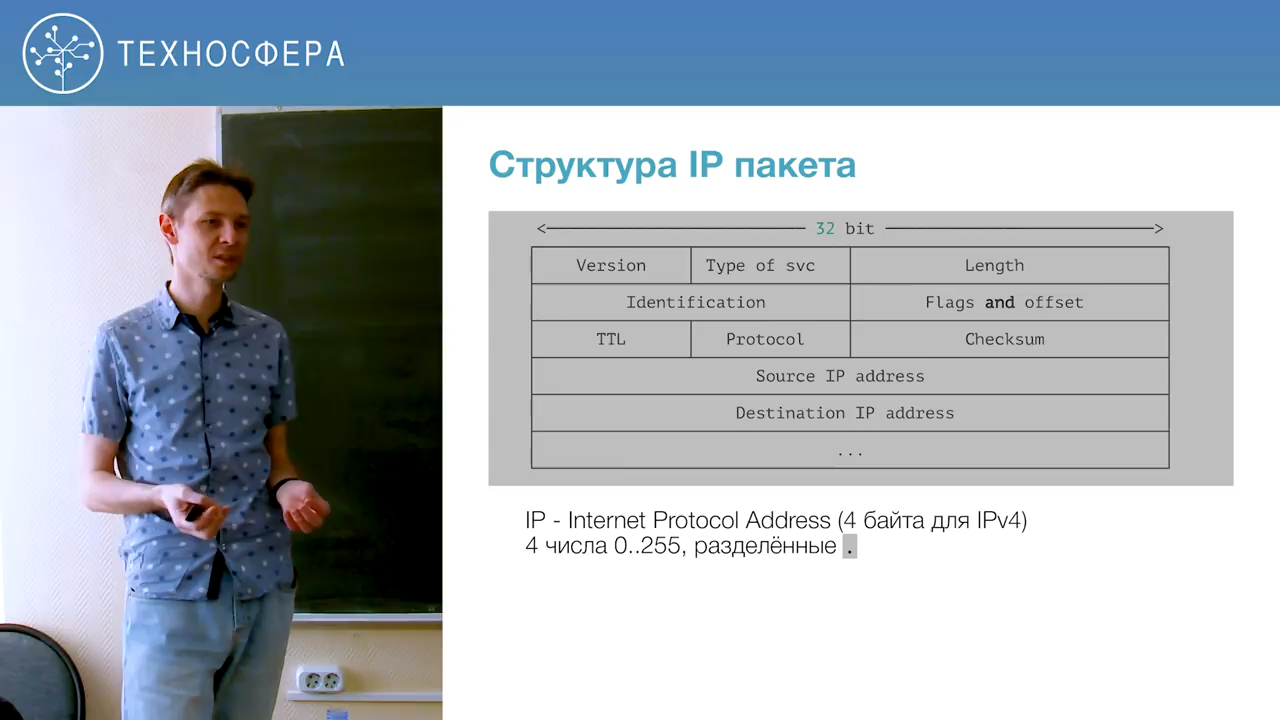 ТЕХНОСФЕРА
Структура IP пакета
32 bit
Version Type of svc Length
Identification Flags and offset
TTL Protocol Checksum
Source IP address
Destination IP address
...
IP - Internet Protocol Address (4 байта для IPv4)
4 числа 0..255, разделённые .